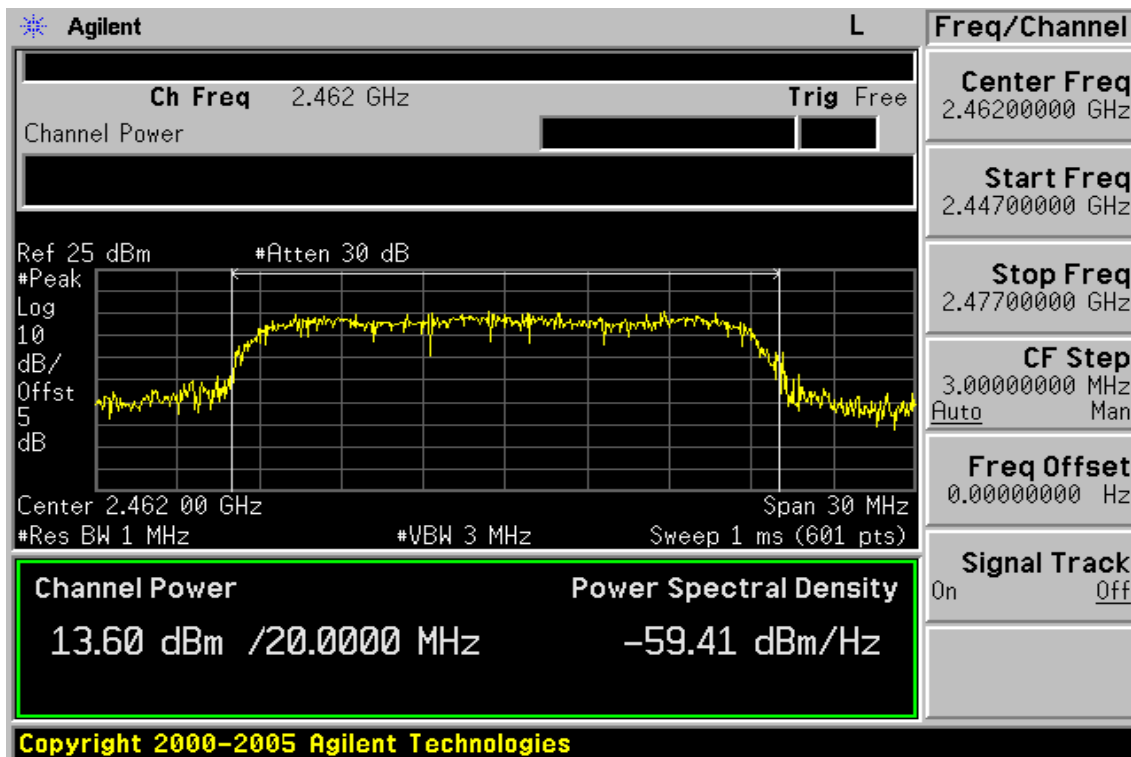 Agilent L
Ch Freq 2.462 GHz Trig Free
Channel Power
Ref 25 dBm #Atten 30 dB
#Peak
Log
10
dB/
Offst
5
dB
Center 2.462 00 GHz Span 30 MHz
#Res BW 1 MHz #VBW 3 MHz Sweep 1 ms (601 pts)
Channel Power Power Spectral Density
13.60 dBm /20.0000 MHz -59.41 dBm/Hz
Copyright 2000-2005 Agilent Technologies
Freq/Channel
Center Freq
2.46200000 GHz
Start Freq
2.44700000 GHz
Stop Freq
2.47700000 GHz
CF Step
3.00000000 MHz
Auto Man
Freq Offset
0.00000000 Hz
Signal Track
On Off